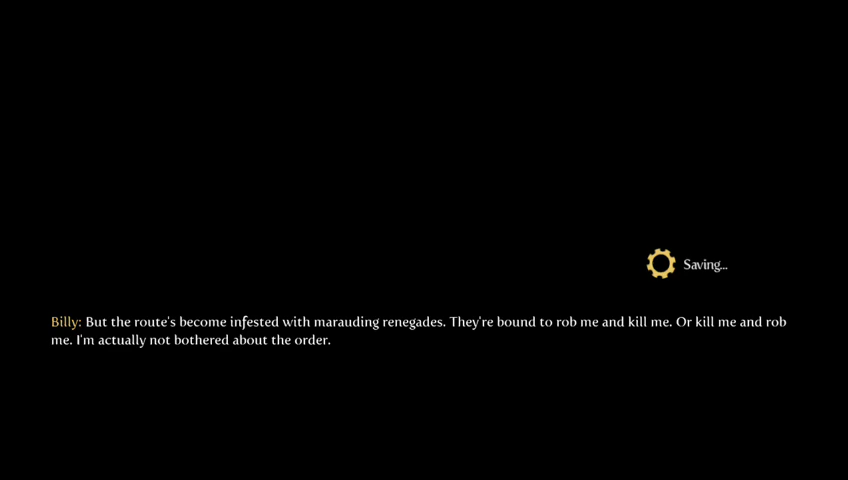 Saving...
Billy: But the route's become infested with marauding renegades. They're bound to rob me and kill me. Or kill me and rob
me. I'm actually not bothered about the order.